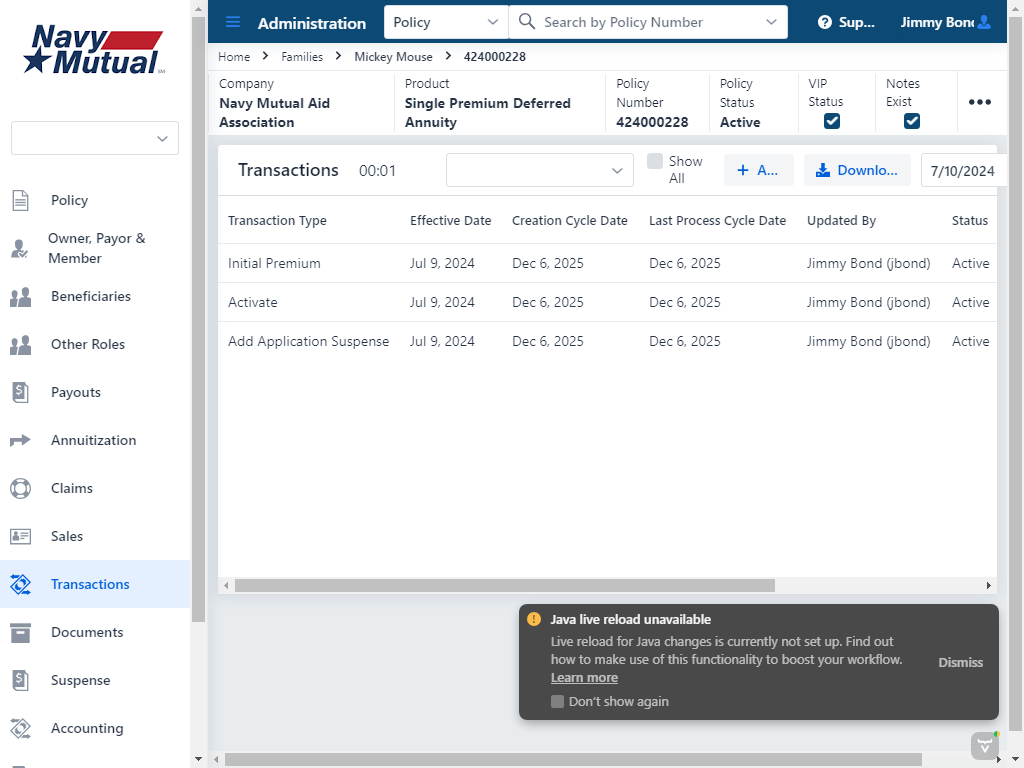 Navy
Mutual
SM
Administration
Policy
Search by Policy Number
Sup...
Jimmy Bon
Home
Families
Mickey Mouse
424000228
Company
Navy Mutual Aid
Association
Product
Single Premium Deferred
Annuity
Policy
Number
424000228
Policy
Status
Active
VIP
Status
Notes
Exist
Transactions
00:01
Show
All
A...
Downlo...
7/10/2024
Transaction Type
Effective Date
Creation Cycle Date
Last Process Cycle Date
Updated By
Status
Initial Premium
Jul 9, 2024
Dec 6, 2025
Dec 6, 2025
Jimmy Bond (jbond)
Active
Activate
Jul 9, 2024
Dec 6, 2025
Dec 6, 2025
Jimmy Bond (jbond)
Active
Add Application Suspense
Jul 9, 2024
Dec 6, 2025
Dec 6, 2025
Jimmy Bond (jbond)
Active
Policy
Owner, Payor &
Member
Beneficiaries
Other Roles
Payouts
Annuitization
Claims
Sales
Transactions
Documents
Suspense
Accounting
Java live reload unavailable
Live reload for Java changes is currently not set up. Find out
how to make use of this functionality to boost your workflow.
Learn more
Don't show again
Dismiss